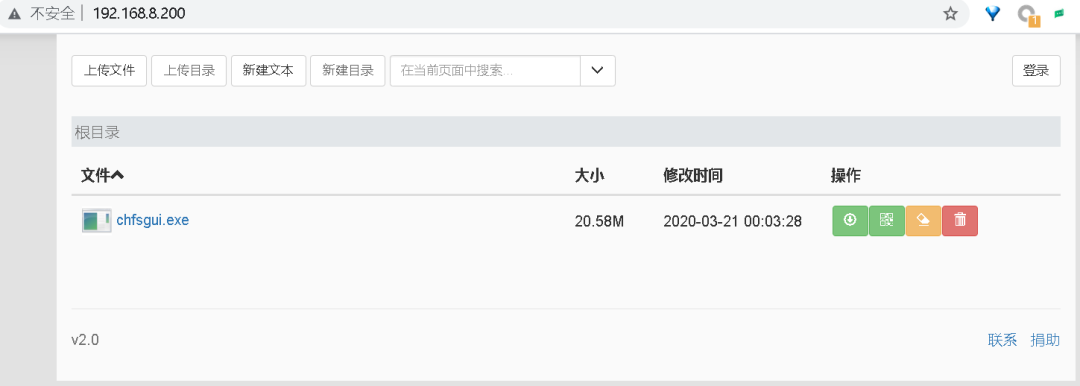 不安全 192.168.8.200
1
上传文件 上传目录 新建文本 新建目录 在当前页面中搜索... 登录
根目录
文件 大小 修改时间 操作
chfsgui.exe 20.58M 2020-03-21 00:03:28
v2.0 联系 捐助